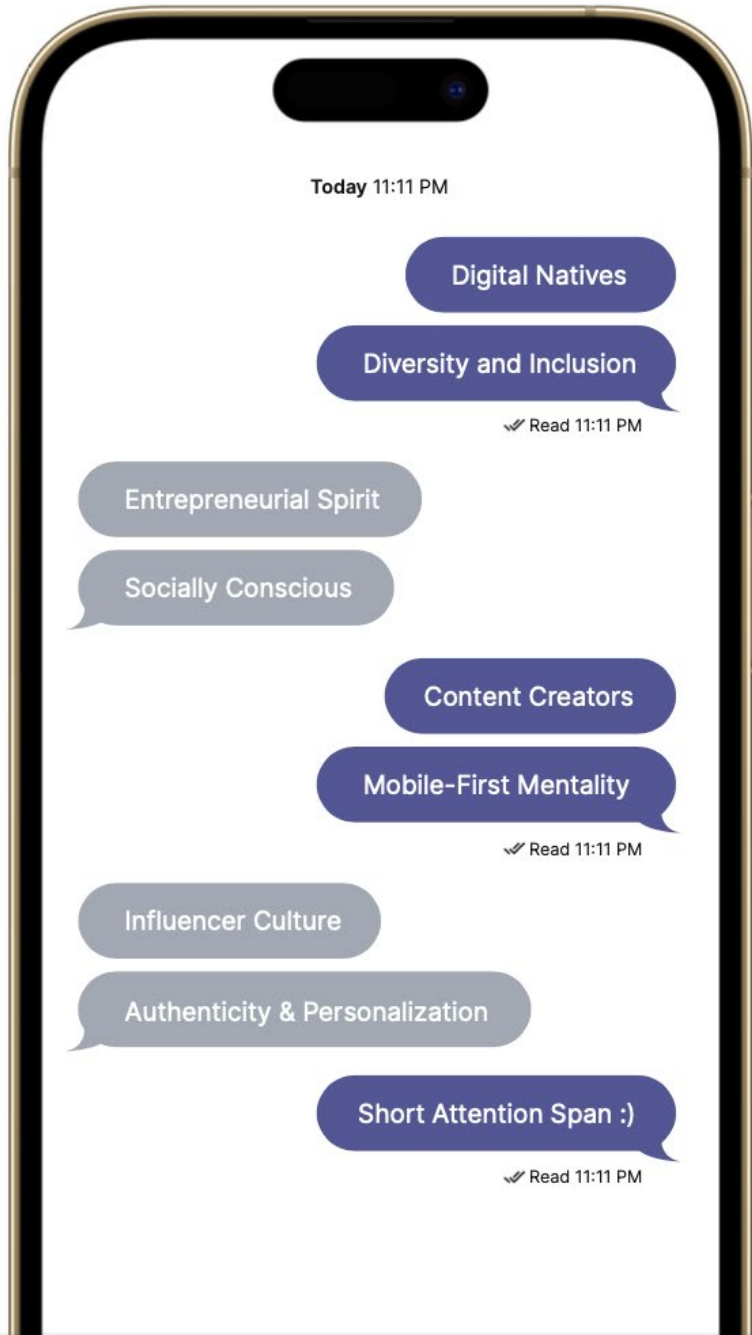 Today 11:11 PM
Digital Natives
Diversity and Inclusion
Read 11:11 PM
Entrepreneurial Spirit
Socially Conscious
Content Creators
Mobile-First Mentality
Read 11:11 PM
Influencer Culture
Authenticity & Personalization
Short Attention Span :)
Read 11:11 PM